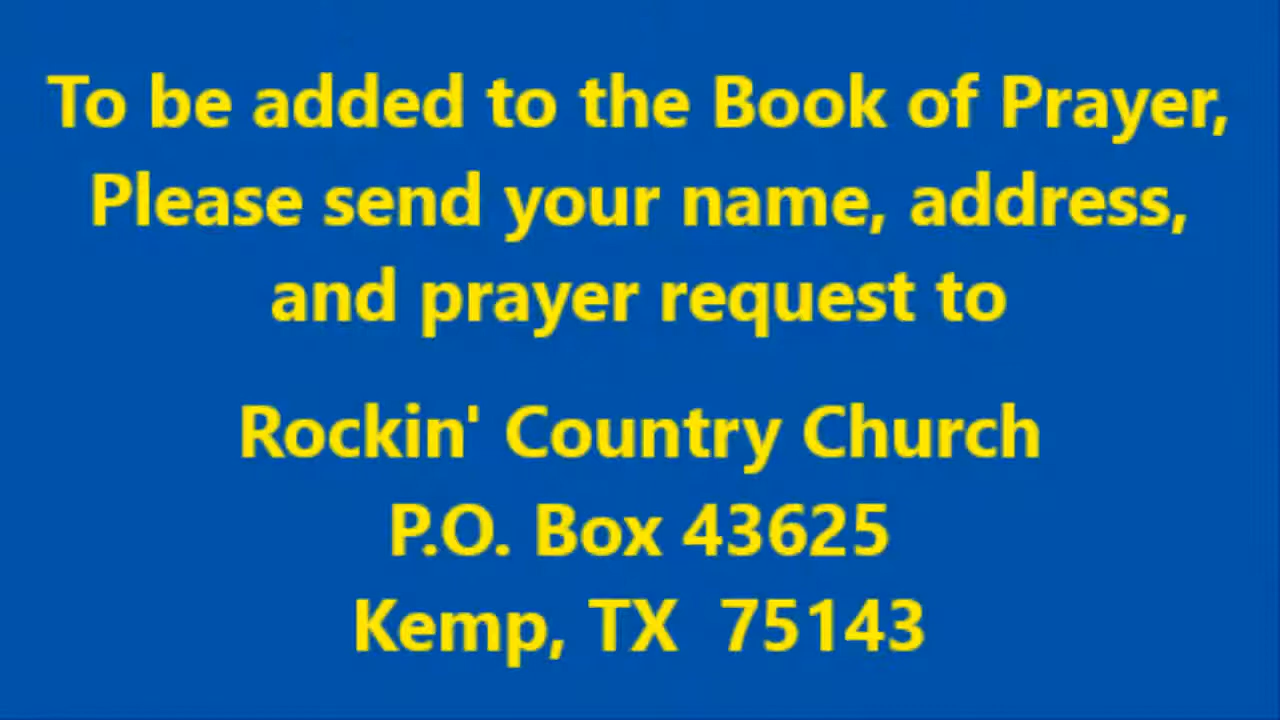 To be added to the Book of Prayer,
Please send your name, address,
and prayer request to
Rockin' Country Church
P.O. Box 43625
Kemp, TX  75143